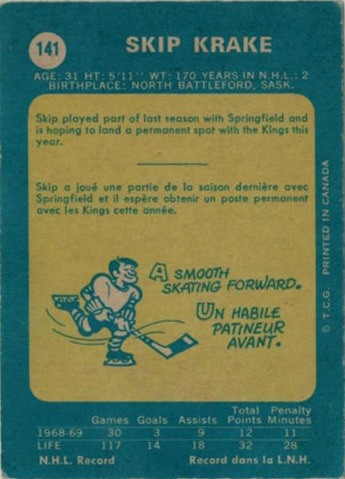 141
SKIP KRAKE
AGE: 31 HT: 5'11" WT: 170 YEARS IN N.H.L.: 2
BIRTHPLACE: NORTH BATTLEFORD, SASK.
Skip played part of last season with Springfield and
is hoping to land a permanent spot with the Kings this
year.
Skip a joué une partie de la saison dernière avec
Springfield et il espère obtenir un poste permanent
avec les Kings cette année.
A SMOOTH
SKATING FORWARD.
UN HABILE
PATINEUR
AVANT.
© T.C.G. PRINTED IN CANADA
Total Penalty
Games Goals Assists Points Minutes
1968-69 30 3 9 12 11
LIFE 117 14 18 32 28
N.H.L. Record Record dans la L.N.H.